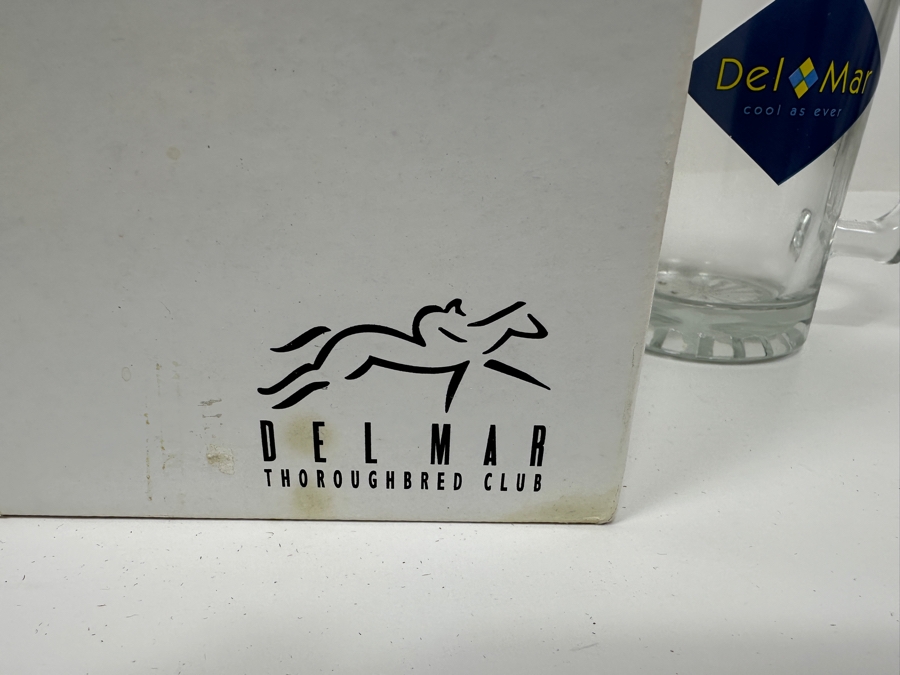 Del Mar
cool as ever
DEL MAR
THOROUGHBRED CLUB